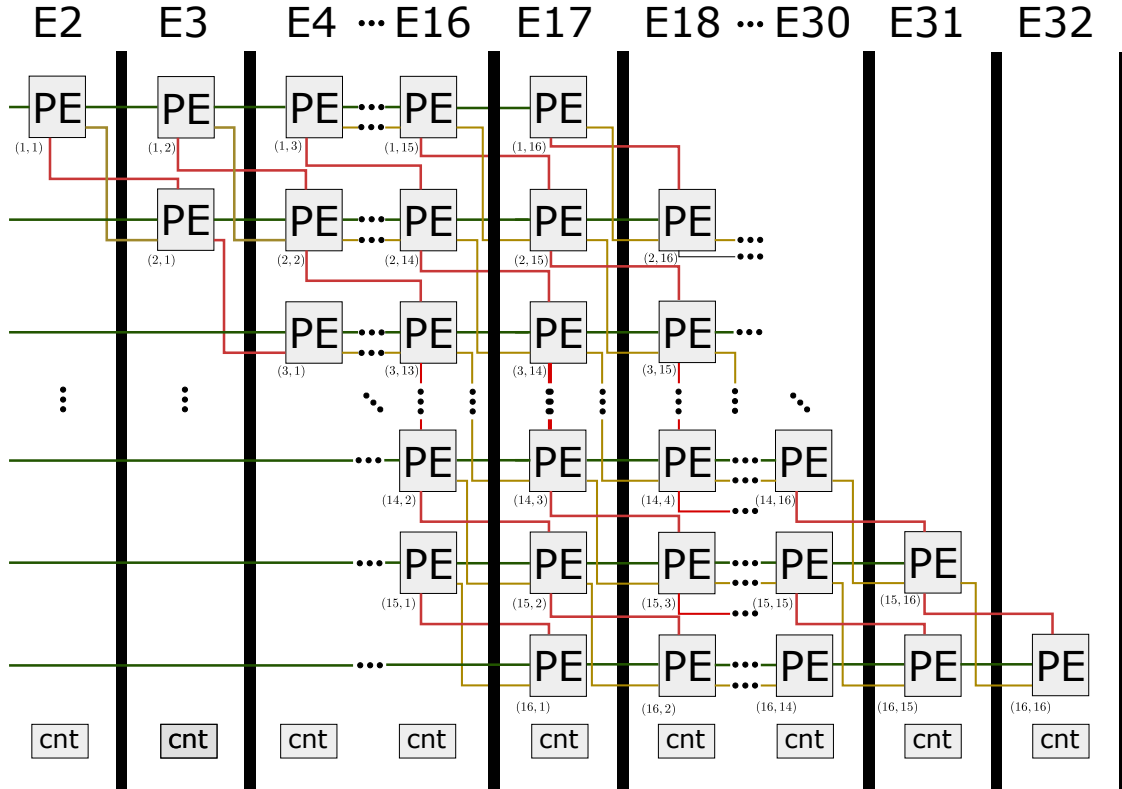 E2 E3 E4 ••• E16 E17 E18 ••• E30 E31 E32
PE PE PE ••• PE PE
•••
(1, 1) (1, 2) (1, 3) (1, 15) (1, 16)
PE PE ••• PE PE PE
••• •••
(2, 1) (2, 2) (2, 14) (2, 15) (2, 16) •••
PE ••• PE PE PE •••
•••
(3, 1) (3, 13) (3, 14) (3, 15)
••• PE PE PE ••• PE
•••
(14, 2) (14, 3) (14, 4) ••• (14, 16)
••• PE PE PE ••• PE PE
•••
(15, 1) (15, 2) (15, 3) ••• (15, 15) (15, 16)
••• PE PE ••• PE PE PE
•••
(16, 1) (16, 2) (16, 14) (16, 15) (16, 16)
cnt cnt cnt cnt cnt cnt cnt cnt cnt